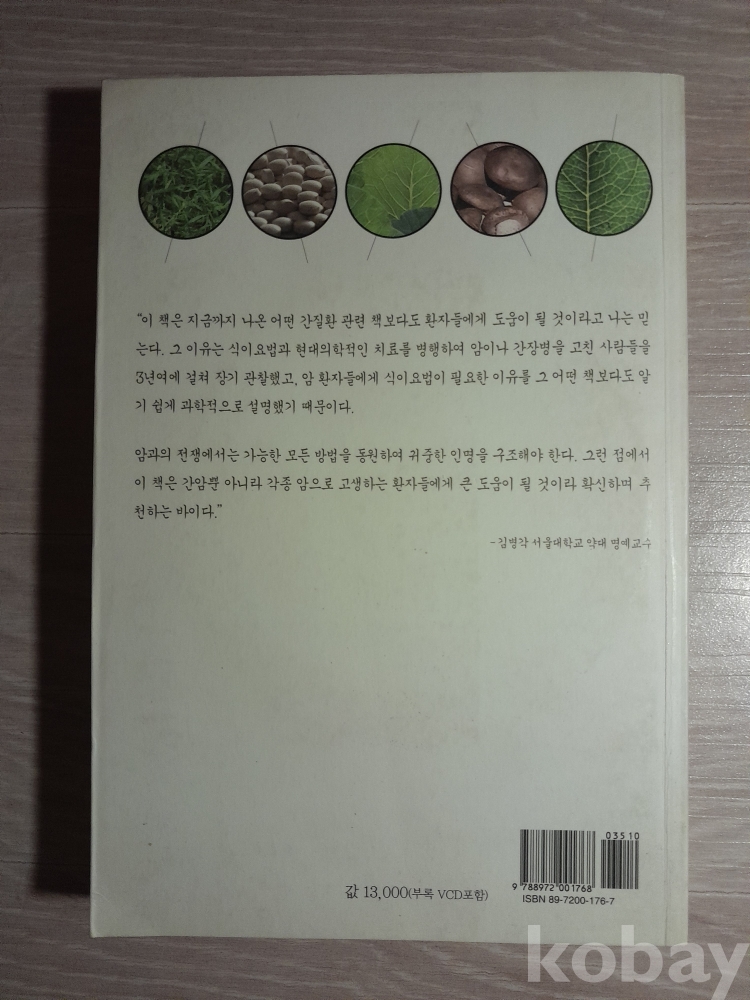 “이 책은 지금까지 나온 어떤 간질환 관련 책보다도 환자들에게 도움이 될 것이라고 나는 믿
는다. 그 이유는 식이요법과 현대의학적인 치료를 병행하여 암이나 간장병을 고친 사람들을
3년여에 걸쳐 장기 관찰했고, 암 환자들에게 식이요법이 필요한 이유를 그 어떤 책보다도 알
기 쉽게 과학적으로 설명했기 때문이다.
암과의 전쟁에서는 가능한 모든 방법을 동원하여 귀중한 인명을 구조해야 한다. 그런 점에서
이 책은 간암뿐 아니라 각종 암으로 고생하는 환자들에게 큰 도움이 될 것이라 확신하며 추
천하는 바이다.”
- 김병각 서울대학교 약대 명예교수
03510
9 788972 001768
값 13,000(부록 VCD포함)
ISBN 89-7200-176-7
kobay